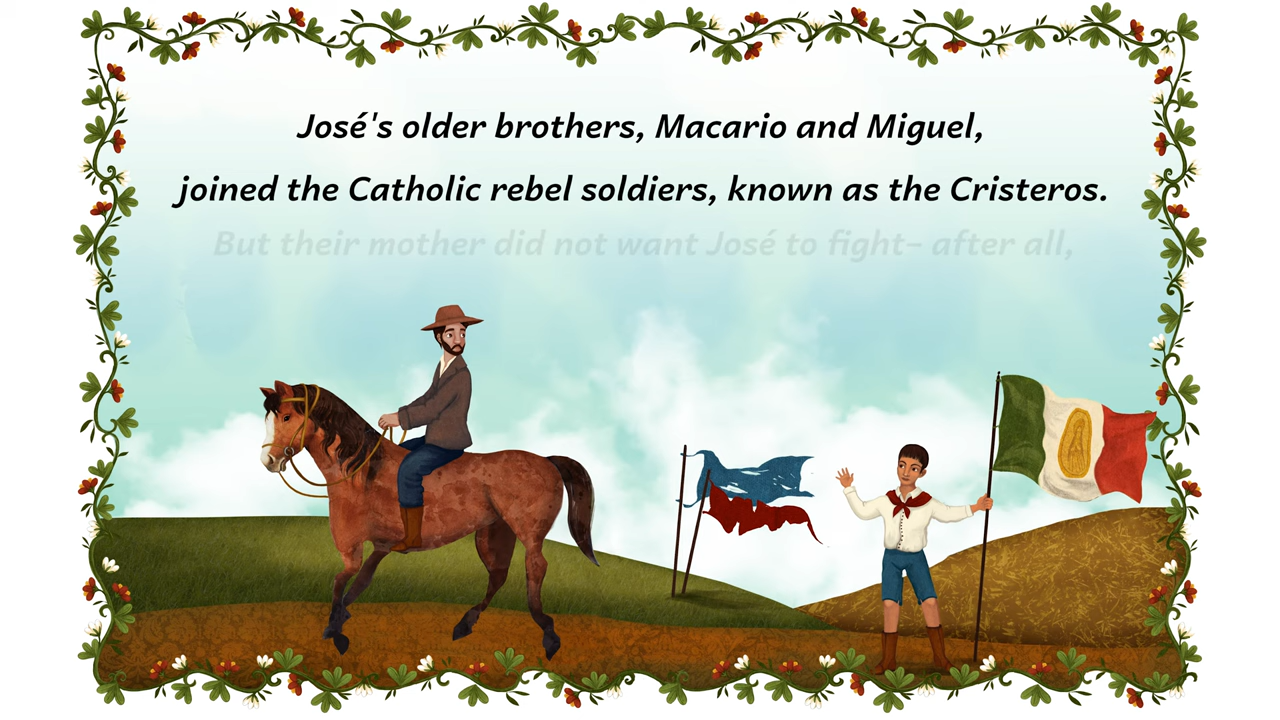 José's older brothers, Macario and Miguel,
joined the Catholic rebel soldiers, known as the Cristeros.
But their mother did not want José to fight– after all,